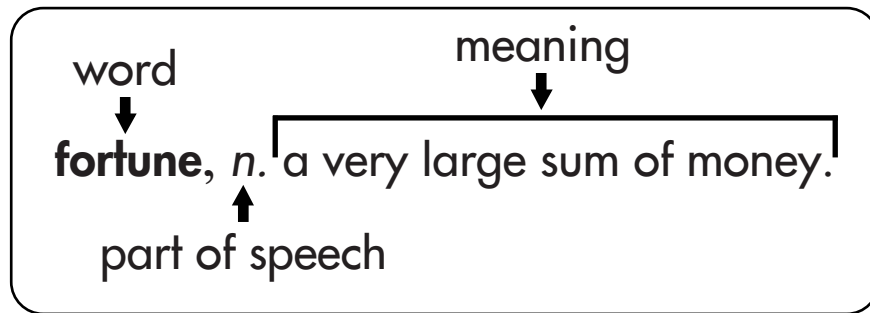 meaning
word
fortune, n. a very large sum of money.
part of speech